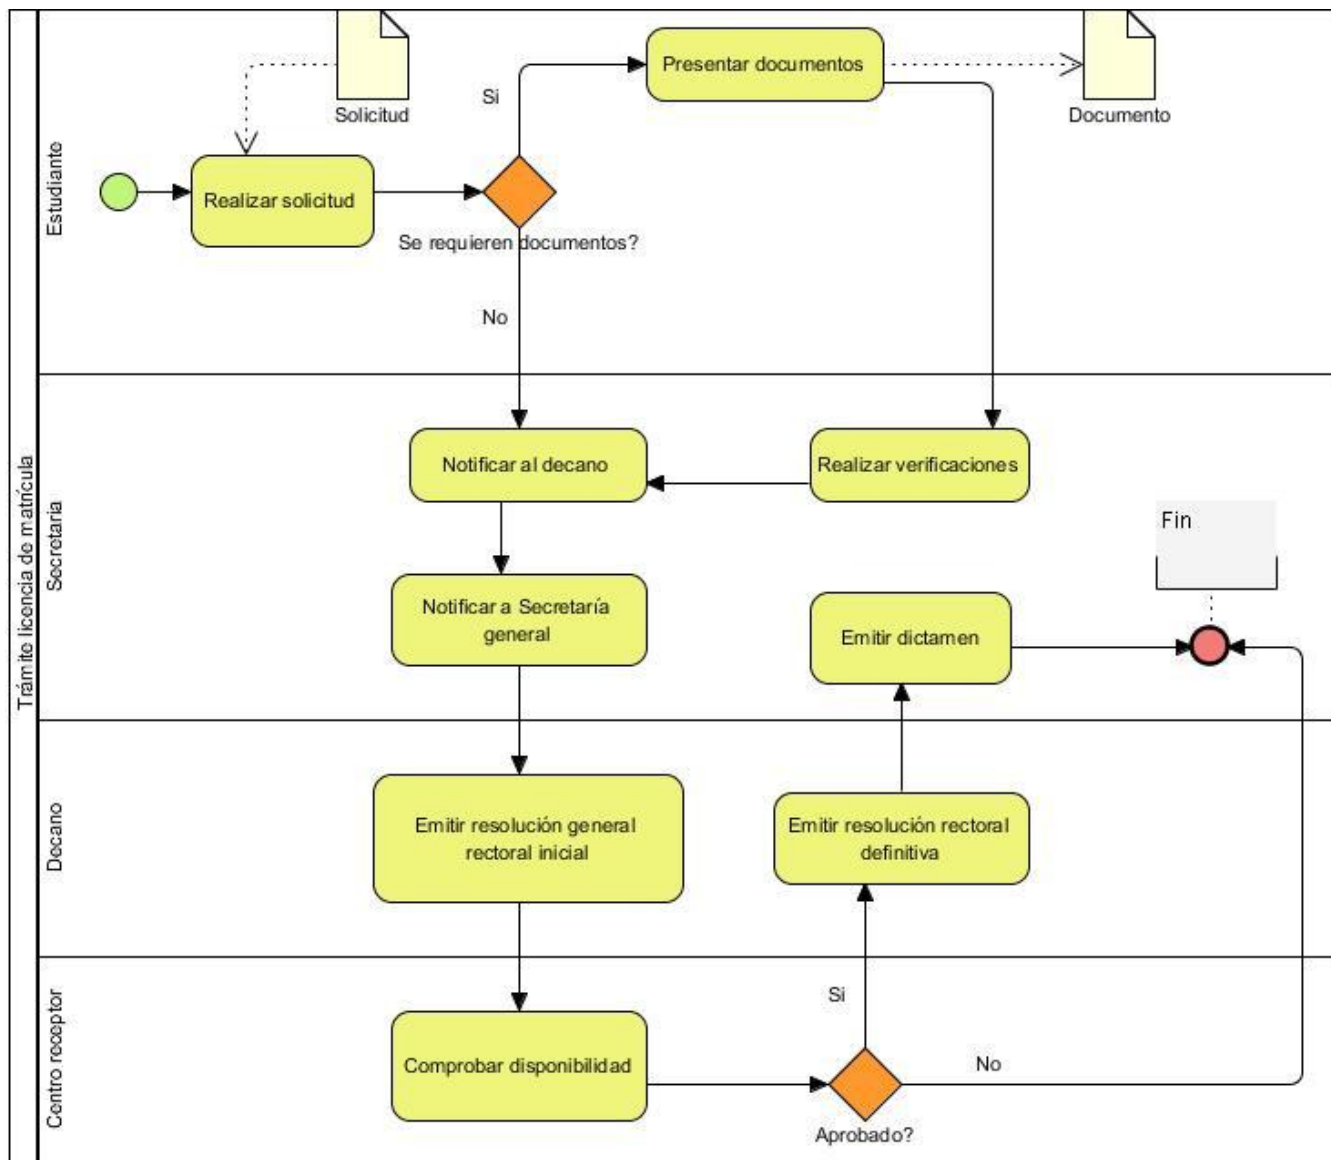 Trámite licencia de matrícula
Estudiante
Solicitud
Presentar documentos
Documento
Si
Realizar solicitud
Se requieren documentos?
No
Secretaria
Notificar al decano
Realizar verificaciones
Fin
Notificar a Secretaría
general
Emitir dictamen
Decano
Emitir resolución general
rectoral inicial
Emitir resolución rectoral
definitiva
Centro receptor
Si
Comprobar disponibilidad
No
Aprobado?